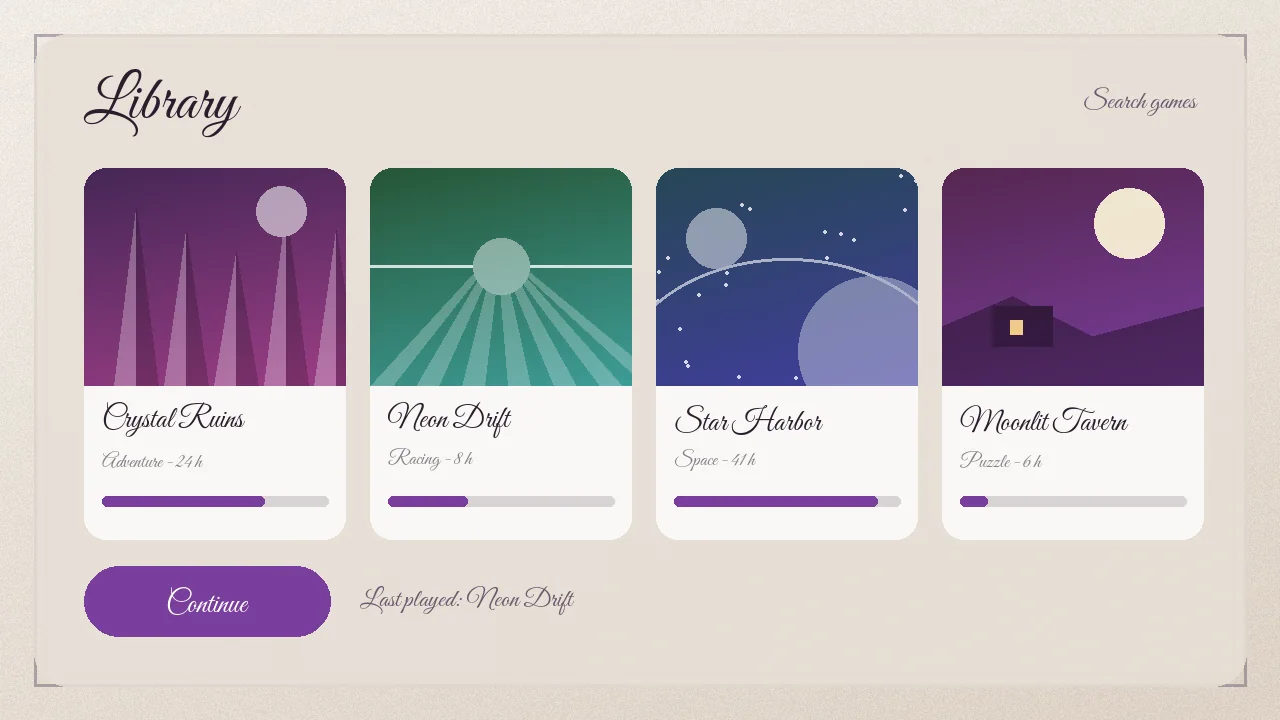 Library
Search games
Crystal Ruins
Adventure - 24 h
Neon Drift
Racing - 8 h
Star Harbor
Space - 41 h
Moonlit Tavern
Puzzle - 6 h
Continue
Last played: Neon Drift